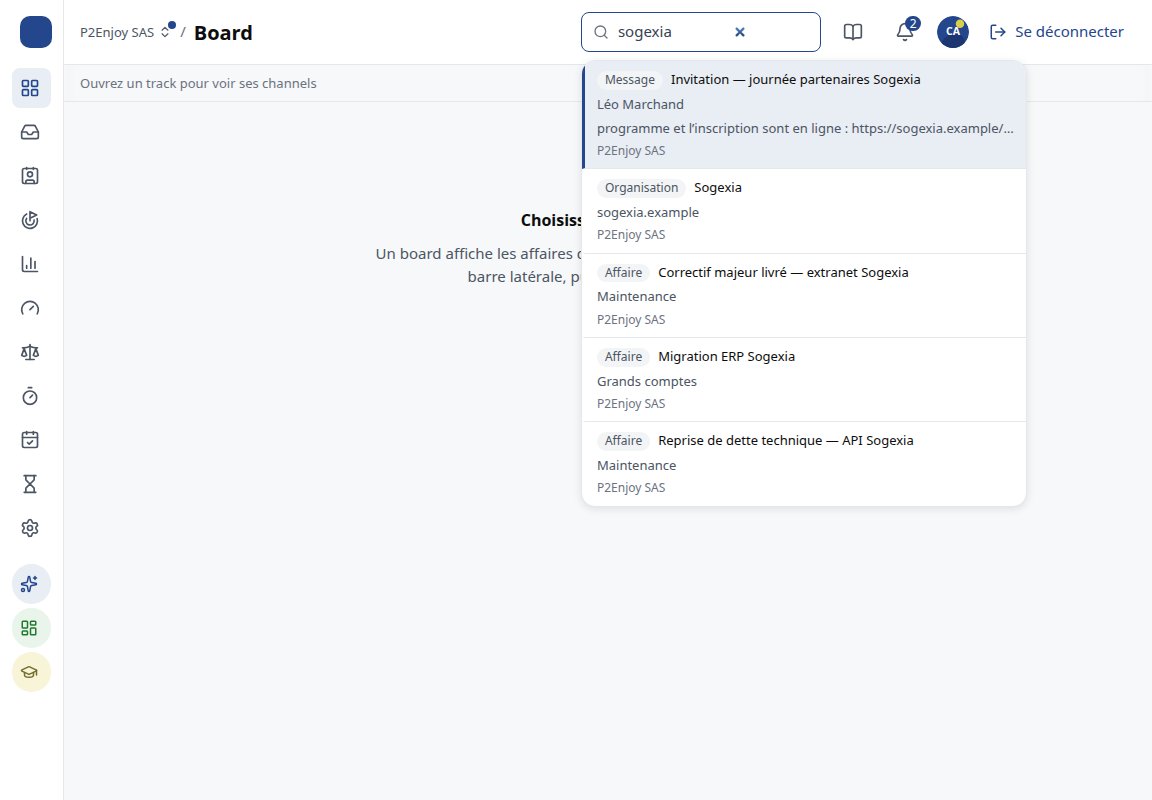 P2Enjoy SAS / Board
sogexia
2
CA
Se déconnecter
Ouvrez un track pour voir ses channels
Choisiss
Un board affiche les affaires
barre latérale,
Message Invitation — journée partenaires Sogexia
Léo Marchand
programme et l’inscription sont en ligne : https://sogexia.example/...
P2Enjoy SAS
Organisation Sogexia
sogexia.example
P2Enjoy SAS
Affaire Correctif majeur livré — extranet Sogexia
Maintenance
P2Enjoy SAS
Affaire Migration ERP Sogexia
Grands comptes
P2Enjoy SAS
Affaire Reprise de dette technique — API Sogexia
Maintenance
P2Enjoy SAS